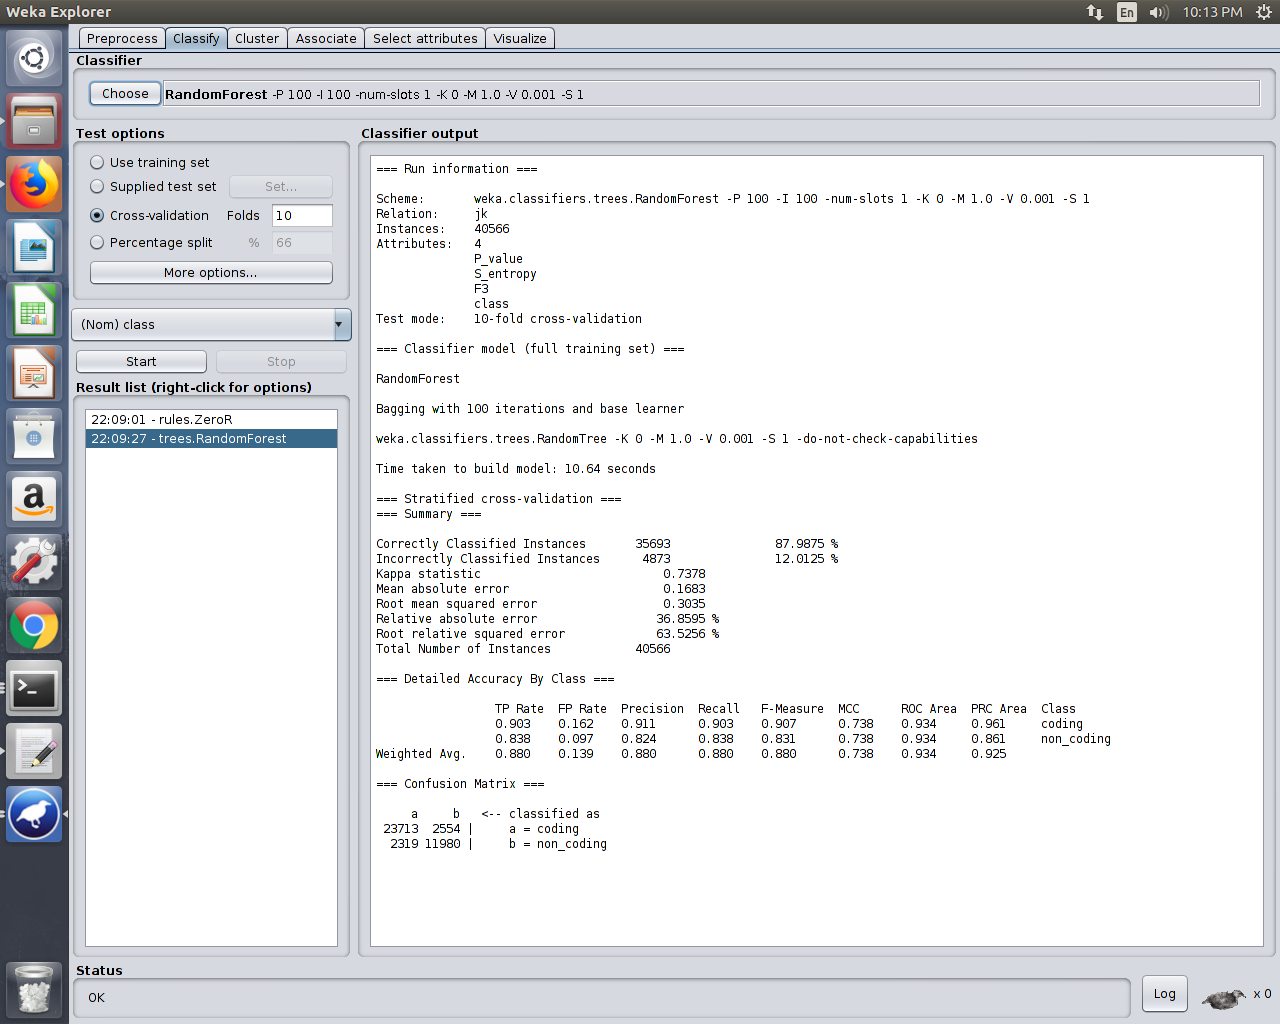 Weka Explorer
En
10:13 PM
Preprocess Classify Cluster Associate Select attributes Visualize
Classifier
Choose RandomForest -P 100 -I 100 -num-slots 1 -K 0 -M 1.0 -V 0.001 -S 1
Test options
Use training set
Supplied test set Set...
Cross-validation Folds 10
Percentage split % 66
More options...
(Nom) class
Start Stop
Result list (right-click for options)
22:09:01 - rules.ZeroR
22:09:27 - trees.RandomForest
Classifier output
=== Run information ===
Scheme: weka.classifiers.trees.RandomForest -P 100 -I 100 -num-slots 1 -K 0 -M 1.0 -V 0.001 -S 1
Relation: jk
Instances: 40566
Attributes: 4
P_value
S_entropy
F3
class
Test mode: 10-fold cross-validation
=== Classifier model (full training set) ===
RandomForest
Bagging with 100 iterations and base learner
weka.classifiers.trees.RandomTree -K 0 -M 1.0 -V 0.001 -S 1 -do-not-check-capabilities
Time taken to build model: 10.64 seconds
=== Stratified cross-validation ===
=== Summary ===
Correctly Classified Instances 35693 87.9875 %
Incorrectly Classified Instances 4873 12.0125 %
Kappa statistic 0.7378
Mean absolute error 0.1683
Root mean squared error 0.3035
Relative absolute error 36.8595 %
Root relative squared error 63.5256 %
Total Number of Instances 40566
=== Detailed Accuracy By Class ===
TP Rate FP Rate Precision Recall F-Measure MCC ROC Area PRC Area Class
0.903 0.162 0.911 0.903 0.907 0.738 0.934 0.961 coding
0.838 0.097 0.824 0.838 0.831 0.738 0.934 0.861 non_coding
Weighted Avg. 0.880 0.139 0.880 0.880 0.880 0.738 0.934 0.925
=== Confusion Matrix ===
a b <-- classified as
23713 2554 | a = coding
2319 11980 | b = non_coding
Status
OK
Log
x 0